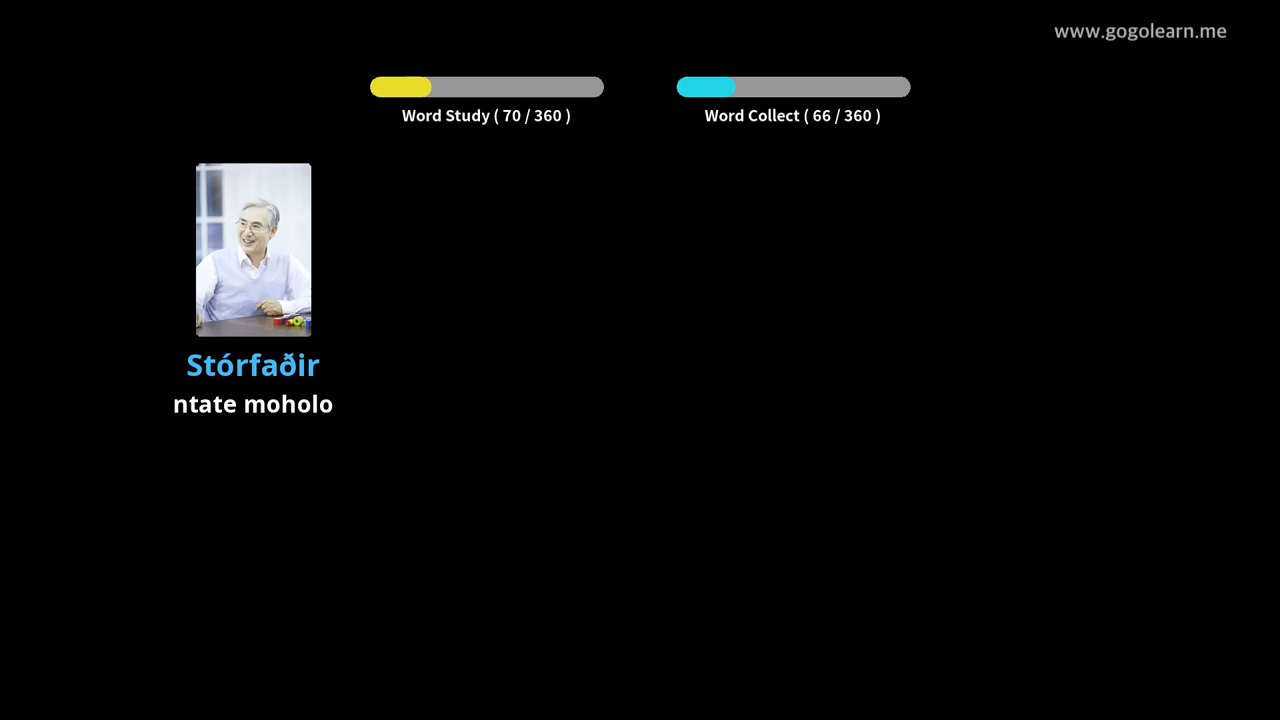 www.gogolearn.me
Word Study ( 70 / 360 )
Word Collect ( 66 / 360 )
Stórfaðir
ntate moholo